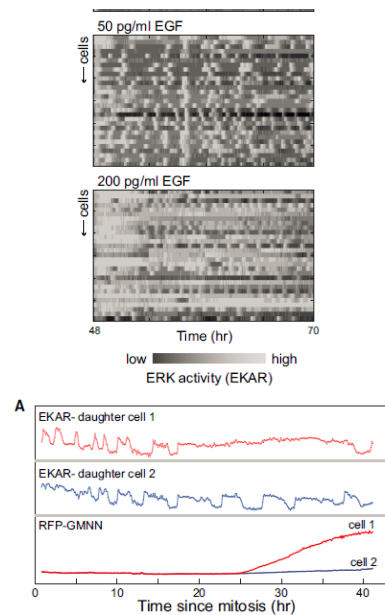 50 pg/ml EGF
←cells
200 pg/ml EGF
←cells
48 70
Time (hr)
low high
ERK activity (EKAR)
A
EKAR- daughter cell 1
EKAR- daughter cell 2
RFP-GMNN
cell 1
cell 2
0 10 20 30 40
Time since mitosis (hr)